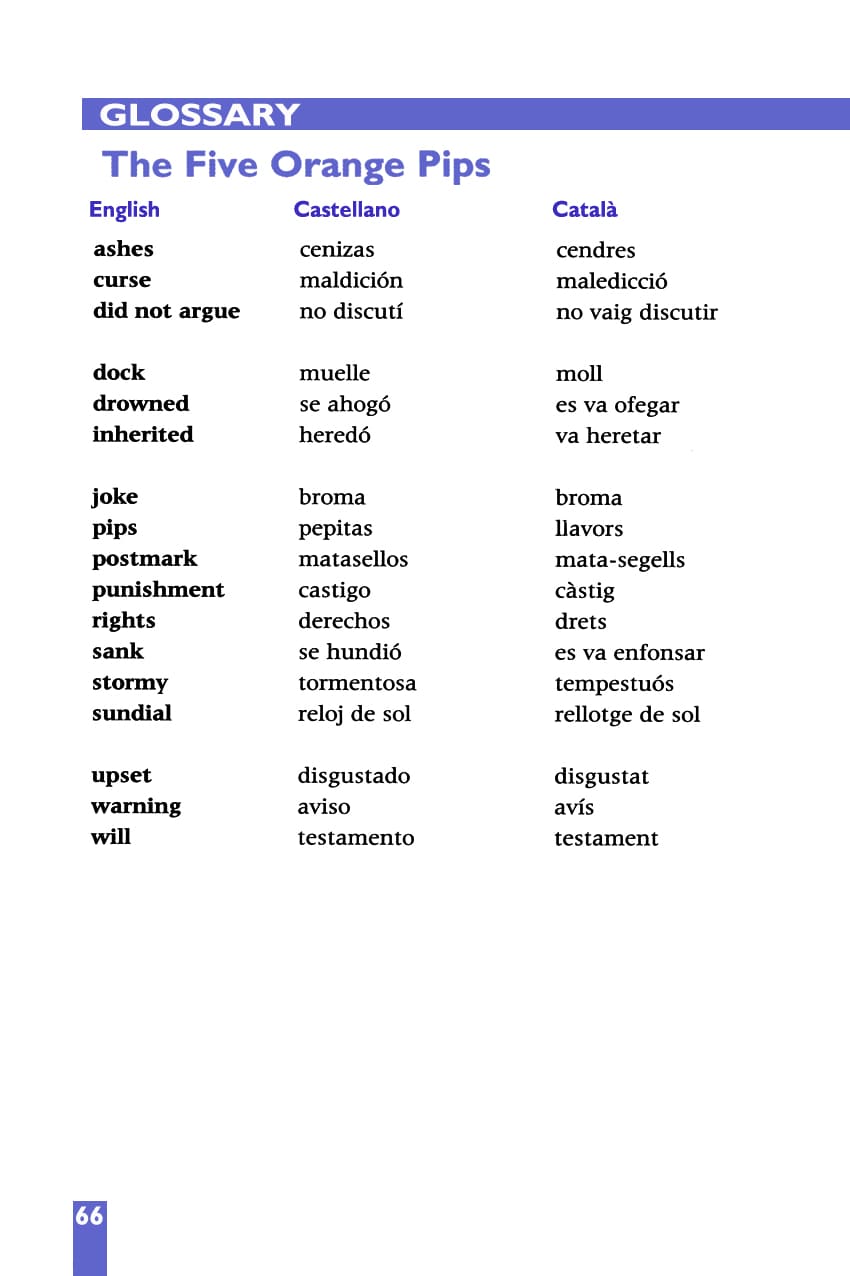 GLOSSARY
The Five Orange Pips
English Castellano Català
ashes cenizas cendres
curse maldición maledicció
did not argue no discutí no vaig discutir
dock muelle moll
drowned se ahogó es va ofegar
inherited heredó va heretar
joke broma broma
pips pepitas llavors
postmark matasellos mata-segells
punishment castigo càstig
rights derechos drets
sank se hundió es va enfonsar
stormy tormentosa tempestuós
sundial reloj de sol rellotge de sol
upset disgustado disgustat
warning aviso avís
will testamento testament
66